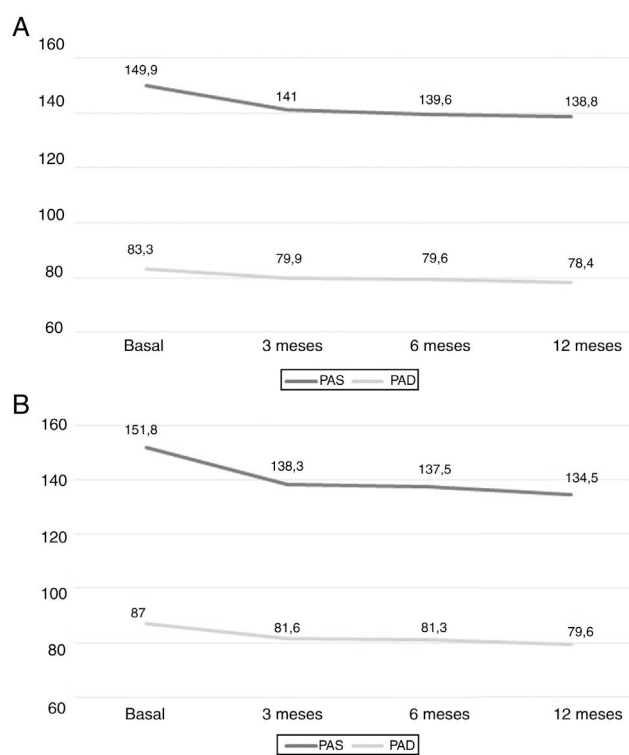 A
160
149,9
141
139,6
138,8
140
120
100
83,3
79,9
79,6
78,4
80
60
Basal
3 meses
6 meses
12 meses
PAS
PAD
B
160
151,8
138,3
137,5
134,5
140
120
100
87
81,6
81,3
79,6
80
60
Basal
3 meses
6 meses
12 meses
PAS
PAD